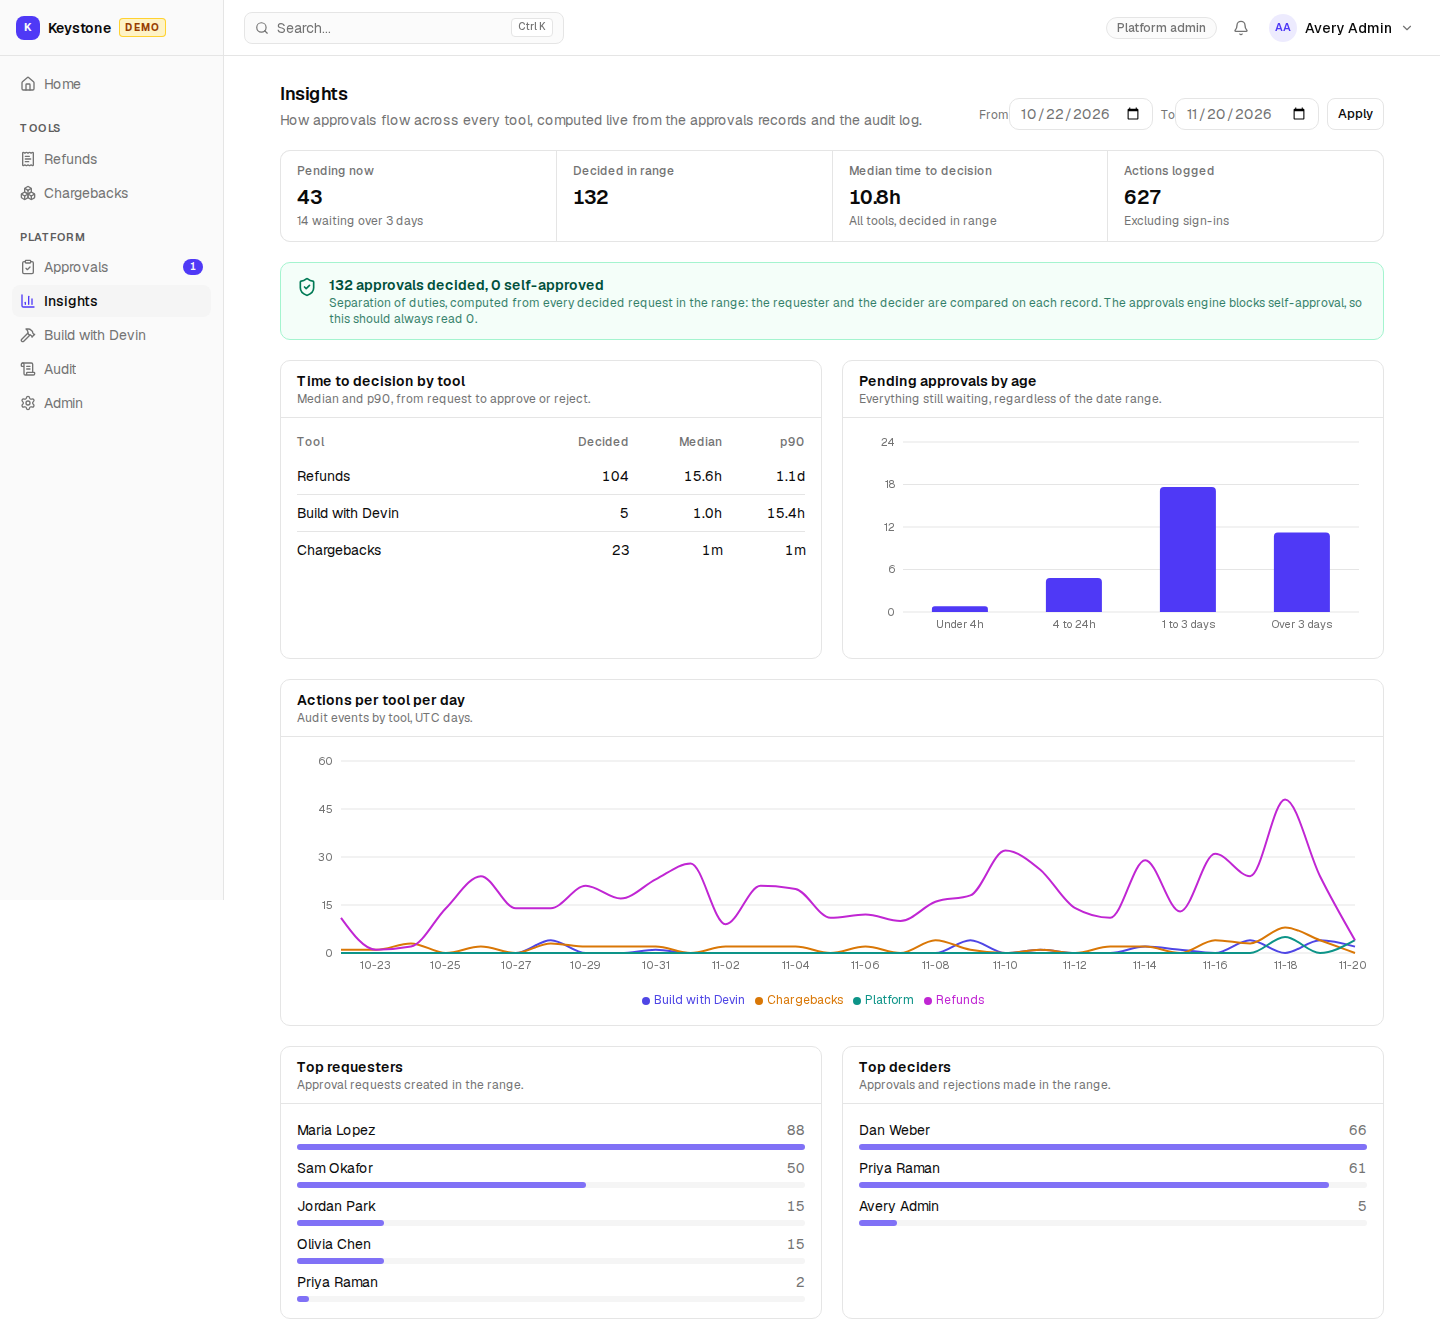 K Keystone DEMO
Search... Ctrl K
Platform admin AA Avery Admin
Home
TOOLS
Refunds
Chargebacks
PLATFORM
Approvals 1
Insights
Build with Devin
Audit
Admin
Insights
How approvals flow across every tool, computed live from the approvals records and the audit log.
From 10/22/2026 To 11/20/2026 Apply
Pending now
43
14 waiting over 3 days
Decided in range
132
Median time to decision
10.8h
All tools, decided in range
Actions logged
627
Excluding sign-ins
132 approvals decided, 0 self-approved
Separation of duties, computed from every decided request in the range: the requester and the decider are compared on each record. The approvals engine blocks self-approval, so
this should always read 0.
Time to decision by tool
Median and p90, from request to approve or reject.
Tool Decided Median p90
Refunds 104 15.6h 1.1d
Build with Devin 5 1.0h 15.4h
Chargebacks 23 1m 1m
Pending approvals by age
Everything still waiting, regardless of the date range.
24
18
12
6
0
Under 4h 4 to 24h 1 to 3 days Over 3 days
Actions per tool per day
Audit events by tool, UTC days.
60
45
30
15
0
10-23 10-25 10-27 10-29 10-31 11-02 11-04 11-06 11-08 11-10 11-12 11-14 11-16 11-18 11-20
Build with Devin Chargebacks Platform Refunds
Top requesters
Approval requests created in the range.
Maria Lopez 88
Sam Okafor 50
Jordan Park 15
Olivia Chen 15
Priya Raman 2
Top deciders
Approvals and rejections made in the range.
Dan Weber 66
Priya Raman 61
Avery Admin 5